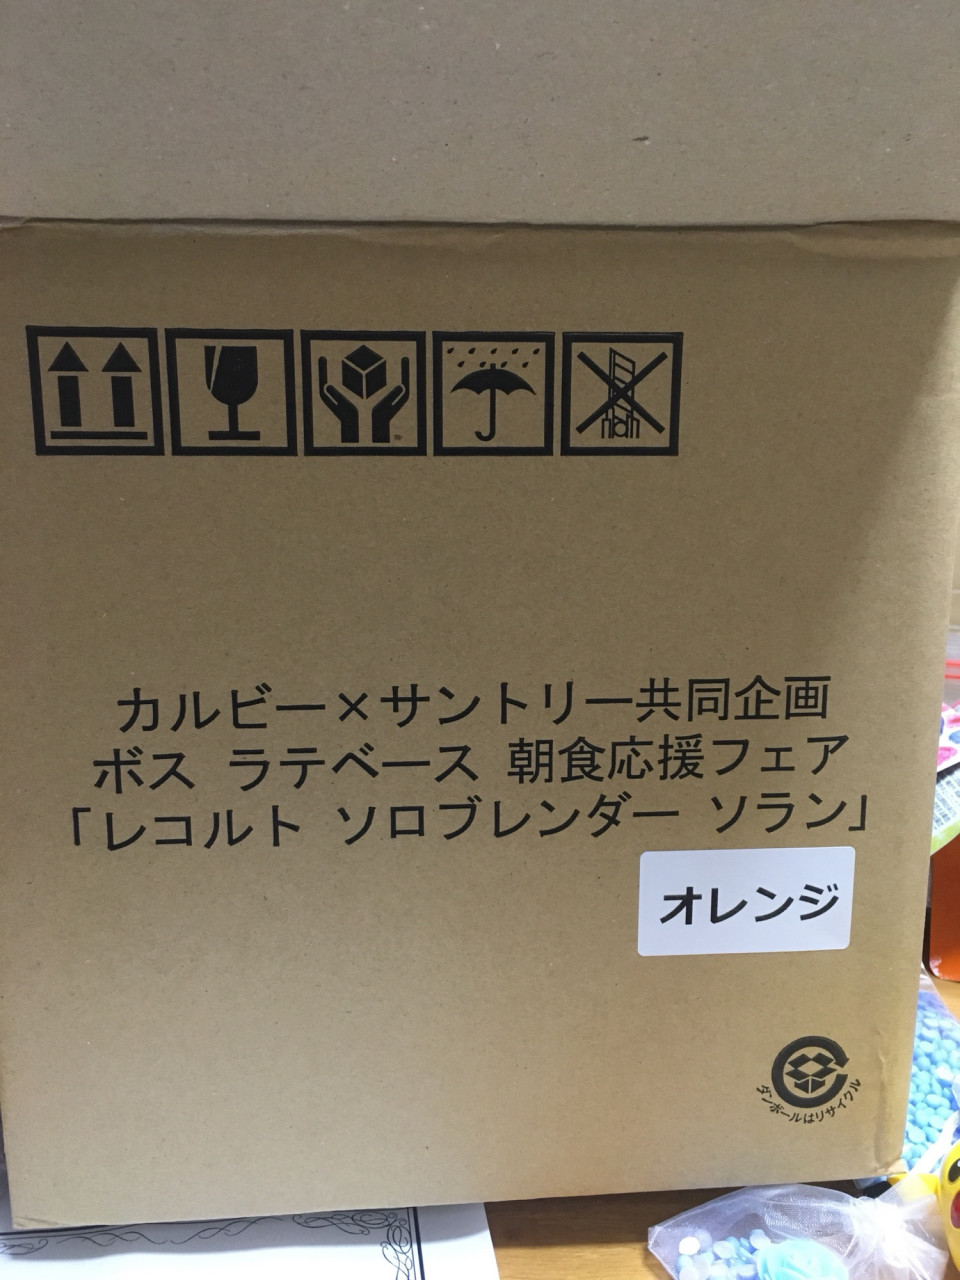 カルビー×サントリー共同企画
ボス ラテベース 朝食応援フェア
「レコルト ソロブレンダー ソラン」
オレンジ
ダンボールはリサイクル